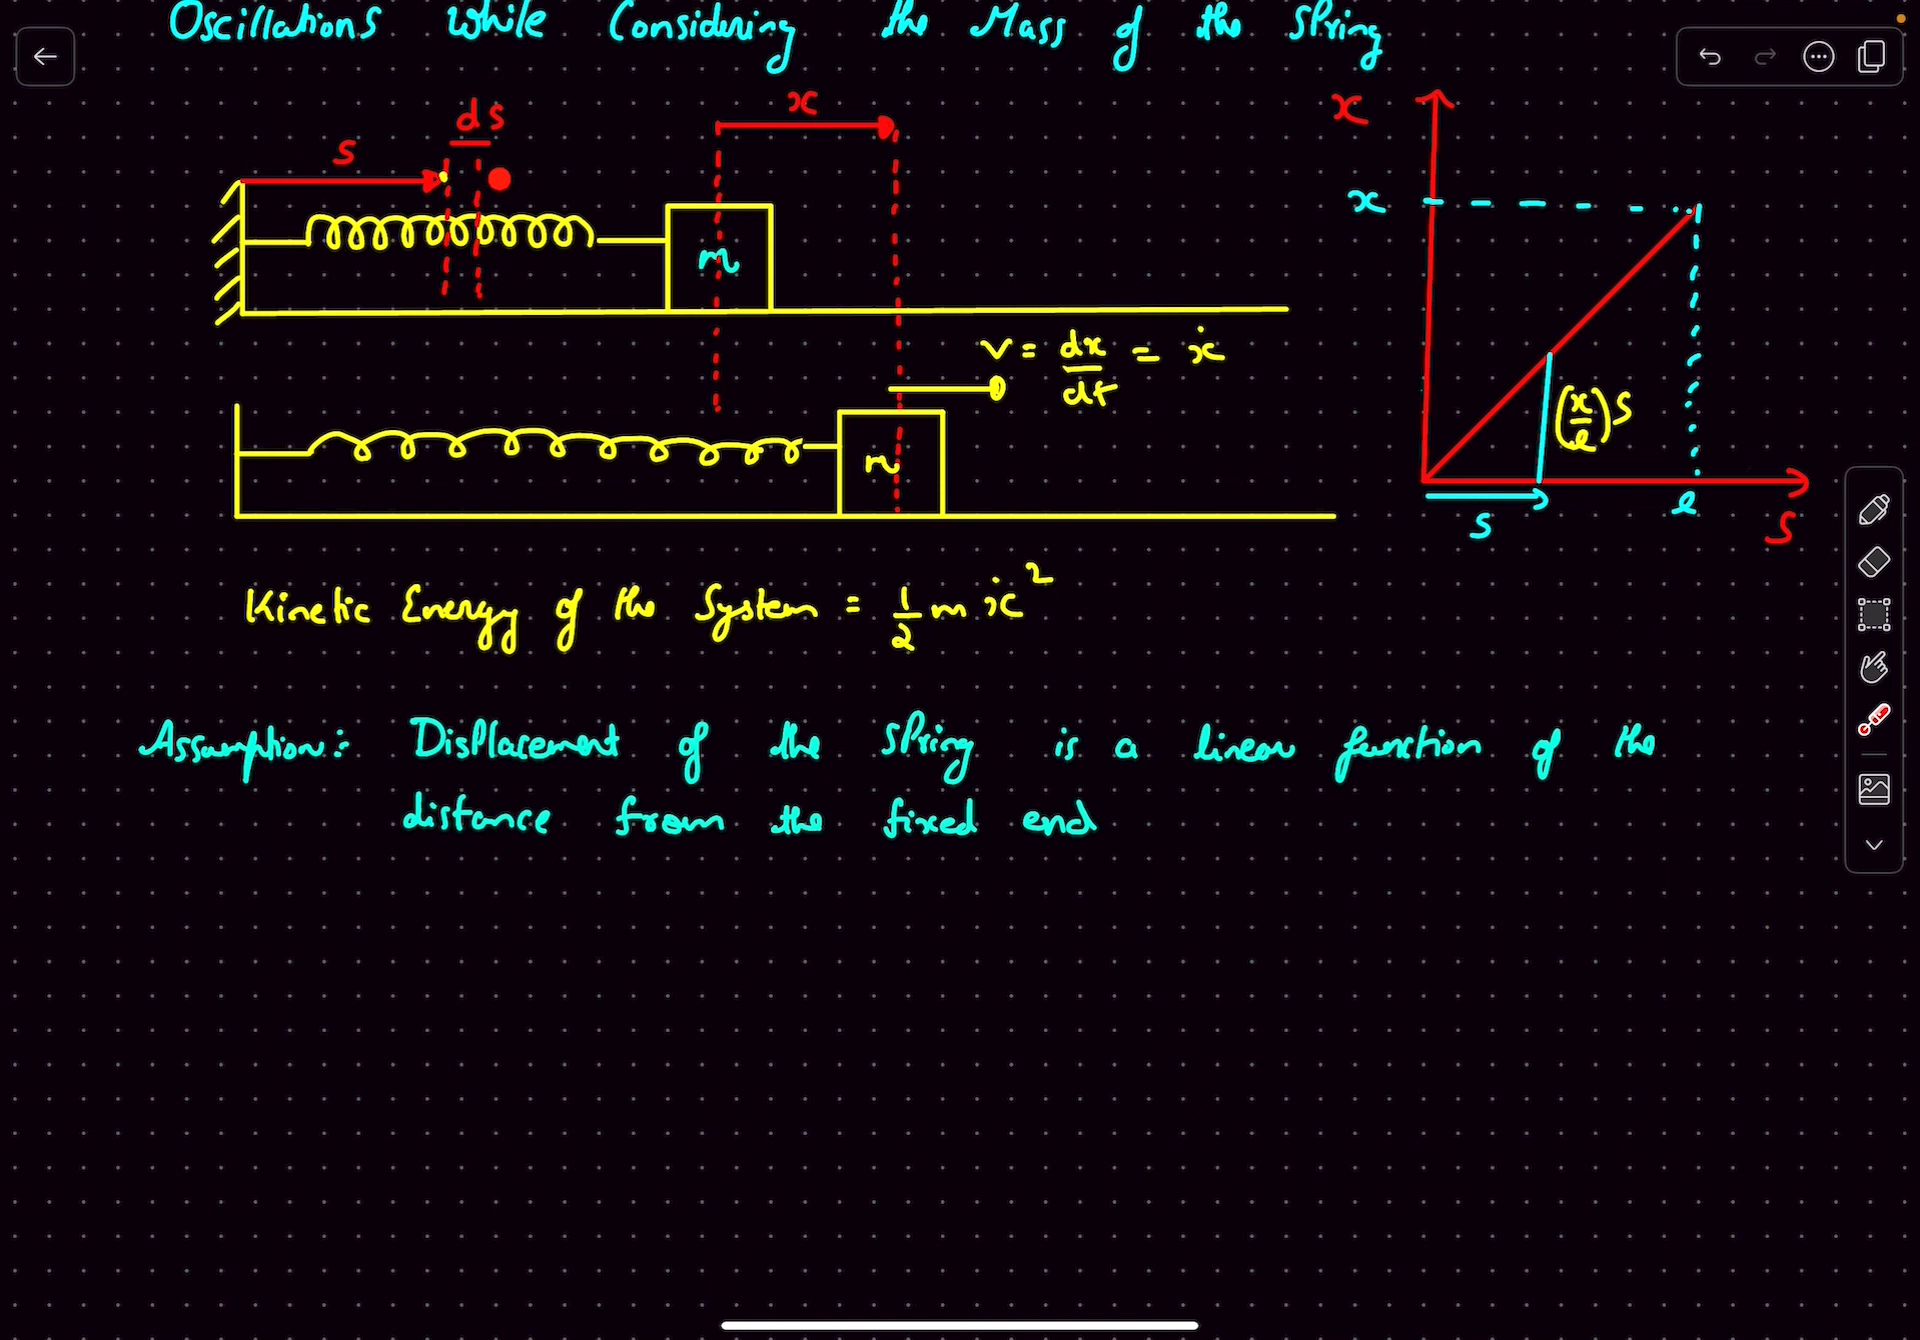 Oscillations while Considering the Mass of the Spring
ds
x
s
m
x
x
v = dx/dt = ẋ
(x/l)s
m
s
l
s
Kinetic Energy of the System = 1/2 m ẋ²
Assumption: Displacement of the Spring is a linear function of the
distance from the fixed end